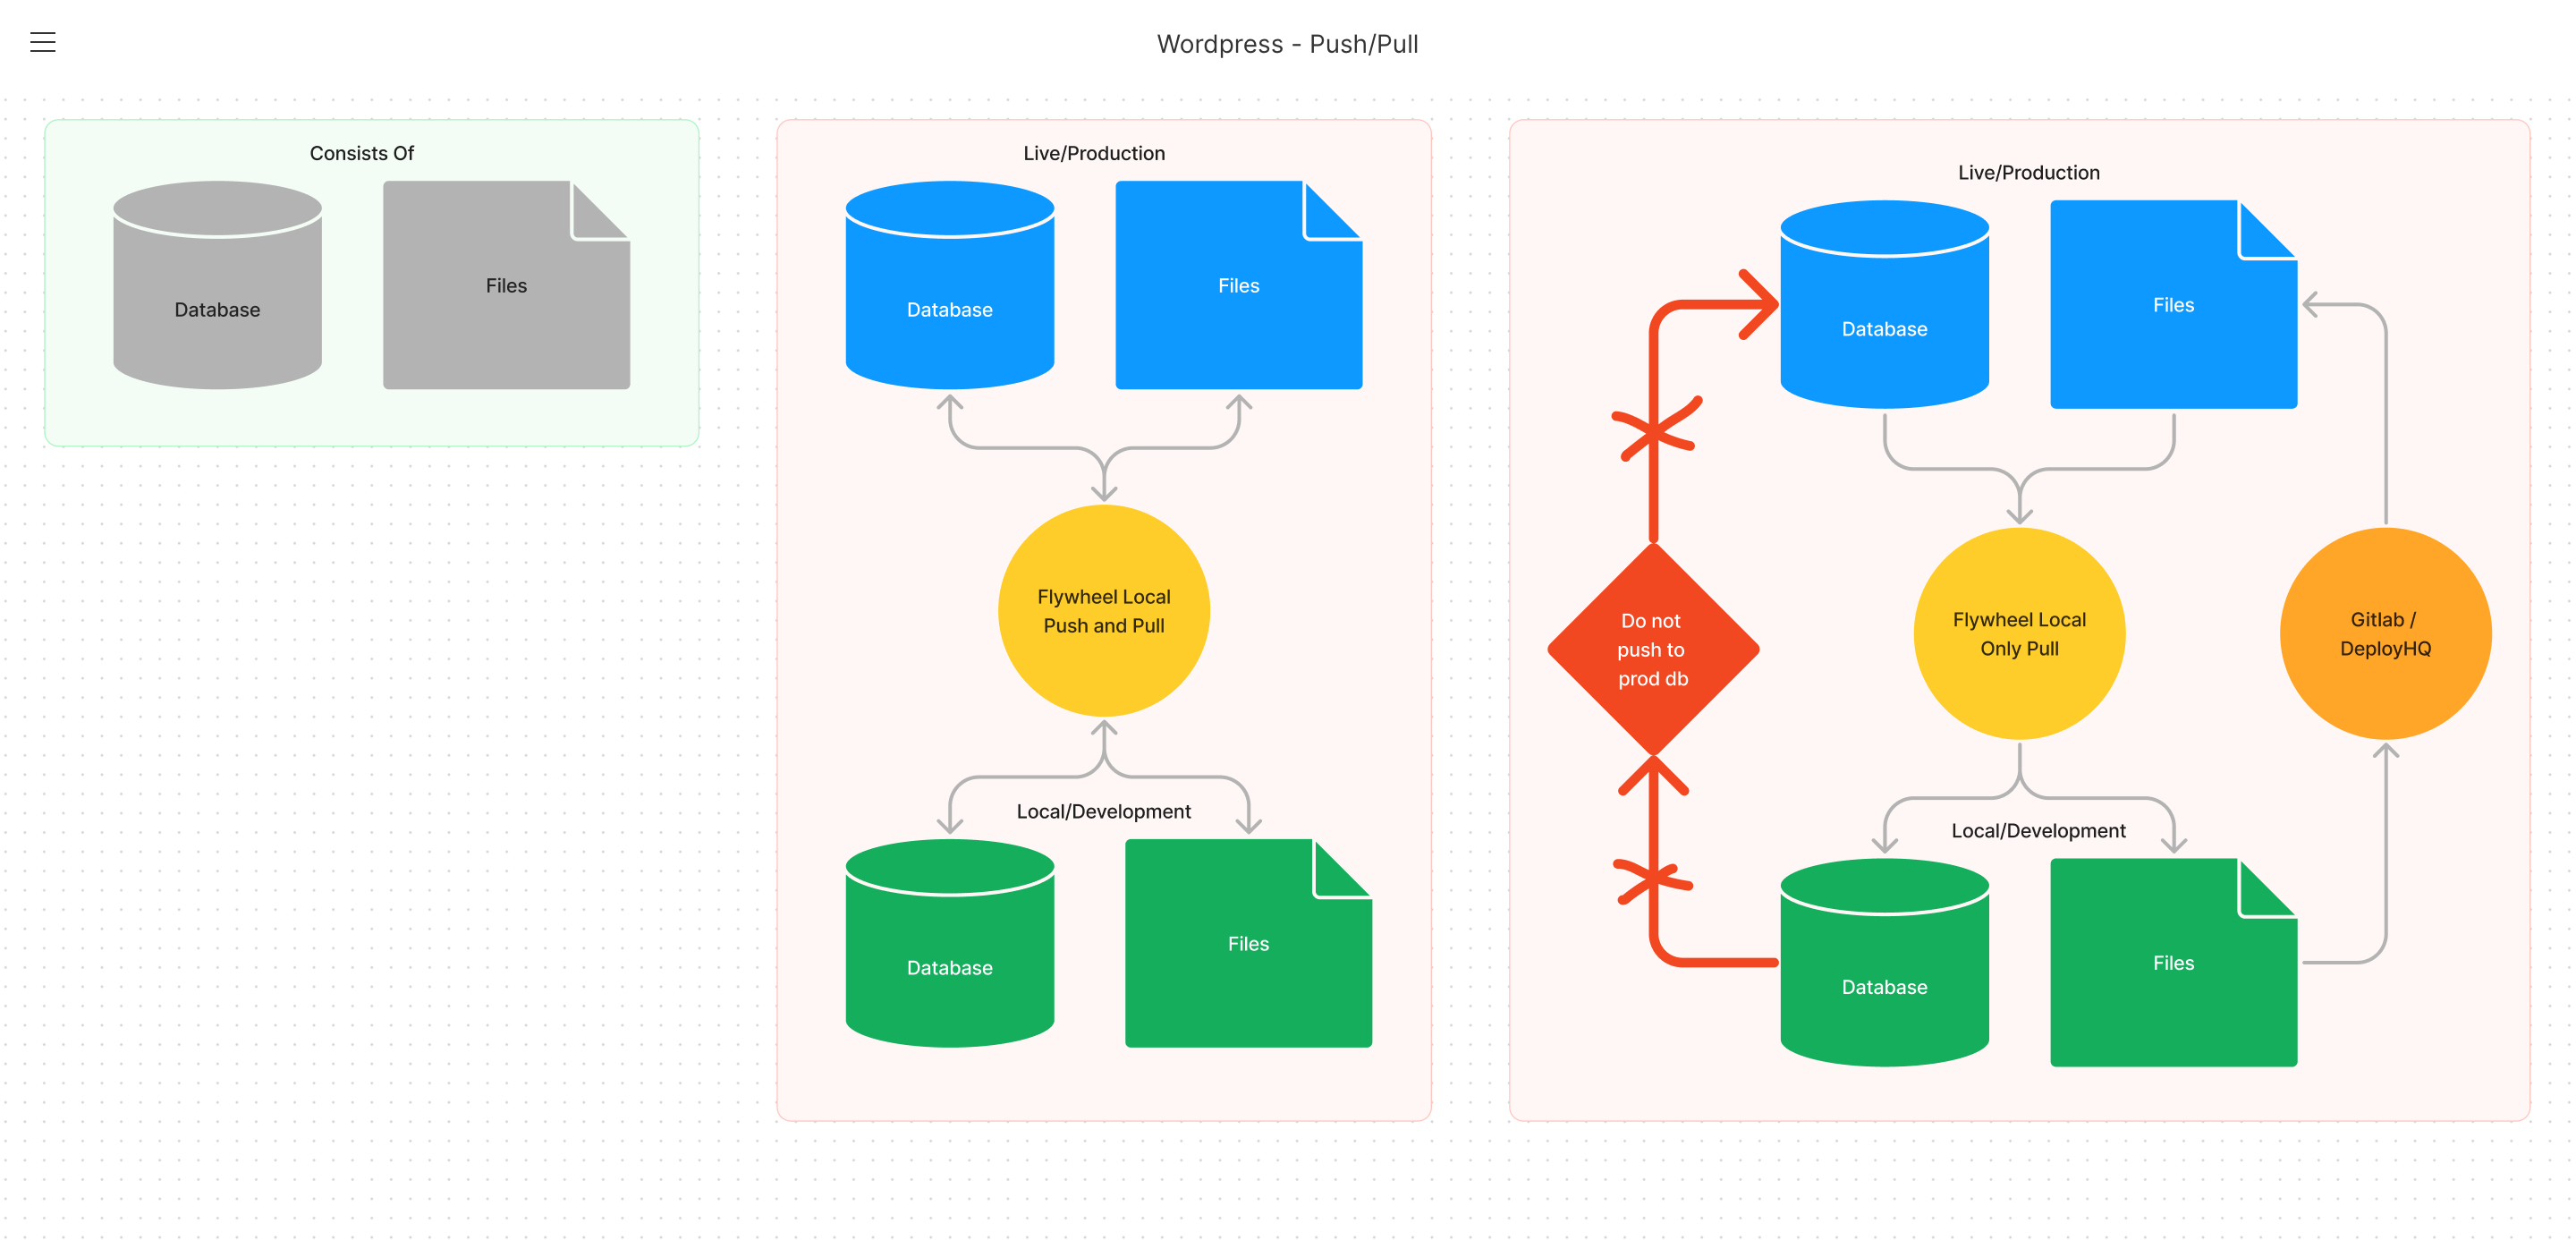 Wordpress - Push/Pull
Consists Of
Database
Files
Live/Production
Database
Files
Flywheel Local
Push and Pull
Local/Development
Database
Files
Live/Production
Database
Files
Do not
push to
prod db
Flywheel Local
Only Pull
Gitlab /
DeployHQ
Local/Development
Database
Files